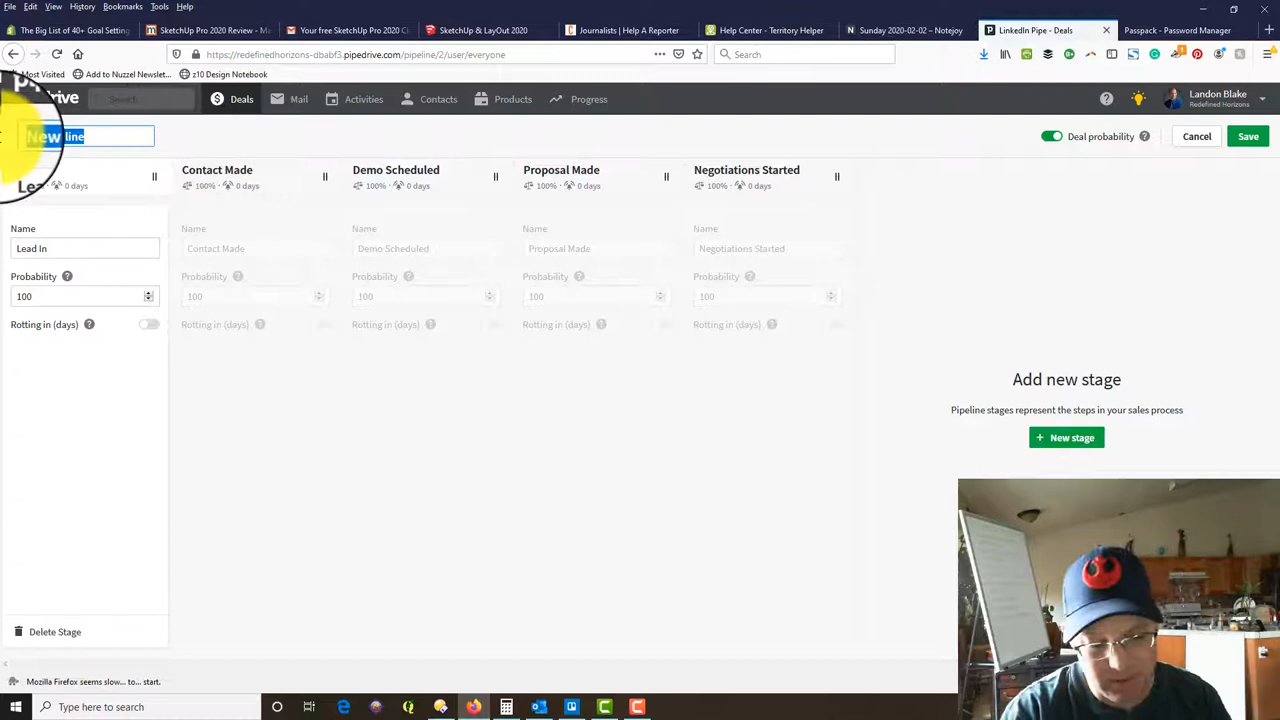 File Edit View History Bookmarks Tools Help
The Big List of 40+ Goal Setting
SketchUp Pro 2020 Review - Ma
Your free SketchUp Pro 2020 Cl
SketchUp & LayOut 2020
Journalists | Help A Reporter
Help Center - Territory Helper
Sunday 2020-02-02 – Notejoy
LinkedIn Pipe - Deals
Passpack - Password Manager
https://redefinedhorizons-dbabf3.pipedrive.com/pipeline/2/user/everyone
Search
Most Visited
Add to Nuzzel Newslet...
z10 Design Notebook
Search
Deals
Mail
Activities
Contacts
Products
Progress
Landon Blake
Redefined Horizons
New line
Deal probability
Cancel
Save
0 days
Contact Made
100% · 0 days
Demo Scheduled
100% · 0 days
Proposal Made
100% · 0 days
Negotiations Started
100% · 0 days
Name
Lead In
Probability
100
Rotting in (days)
Name
Contact Made
Probability
100
Rotting in (days)
Name
Demo Scheduled
Probability
100
Rotting in (days)
Name
Proposal Made
Probability
100
Rotting in (days)
Name
Negotiations Started
Probability
100
Rotting in (days)
Add new stage
Pipeline stages represent the steps in your sales process
+ New stage
Delete Stage
Mozilla Firefox seems slow... to... start.
Type here to search